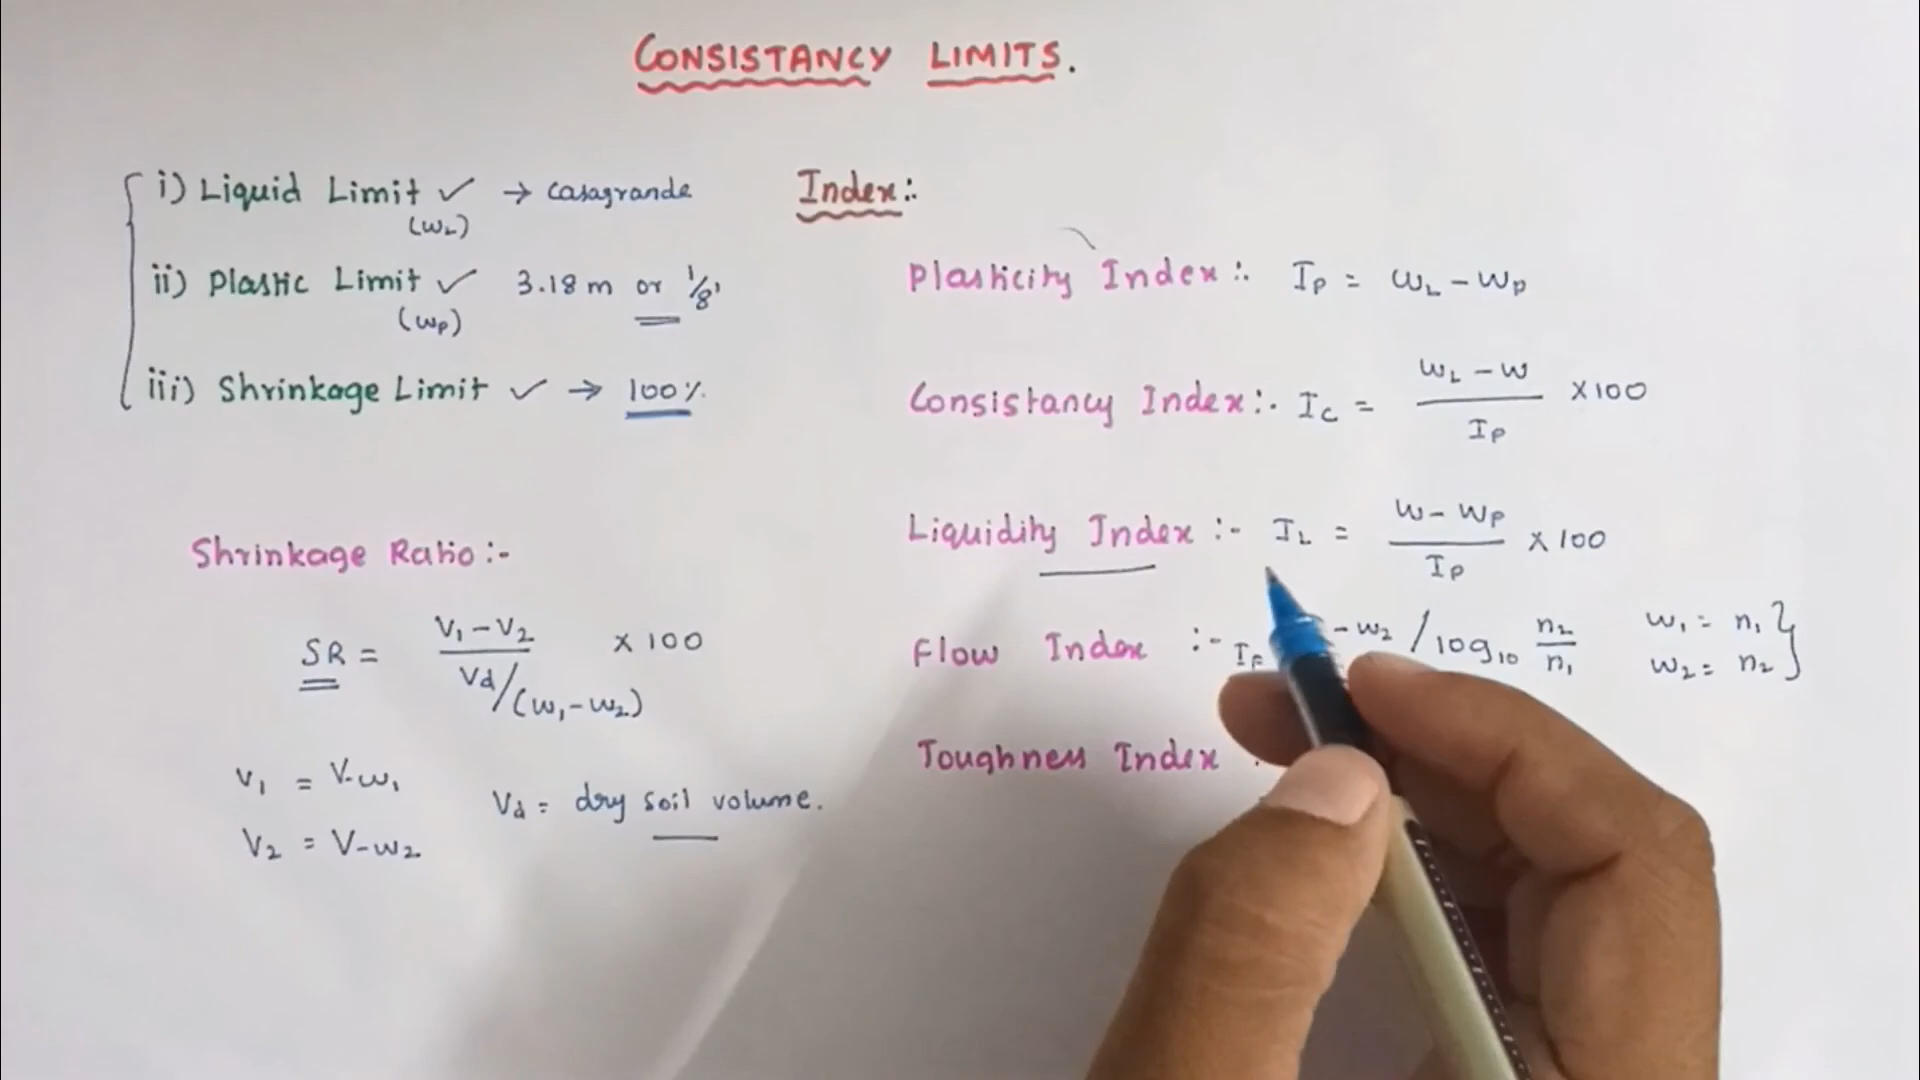 CONSISTANCY LIMITS.
i) Liquid Limit ✓ → Casagrande
(wL)
ii) Plastic Limit ✓ 3.18 m or 1/8'
(wP)
iii) Shrinkage Limit ✓ → 100%
Shrinkage Ratio :-
SR = V1 - V2 / Vd/(w1 - w2) × 100
V1 = V-w1
V2 = V-w2
Vd = dry soil volume.
Index :.
Plasticity Index :. IP = wL - wP
Consistancy Index :. IC = wL - w / IP × 100
Liquidity Index :- IL = w - wP / IP × 100
Flow Index :- - w2 / log10 n2/n1
w1 = n1 }
w2 = n2
Toughness Index